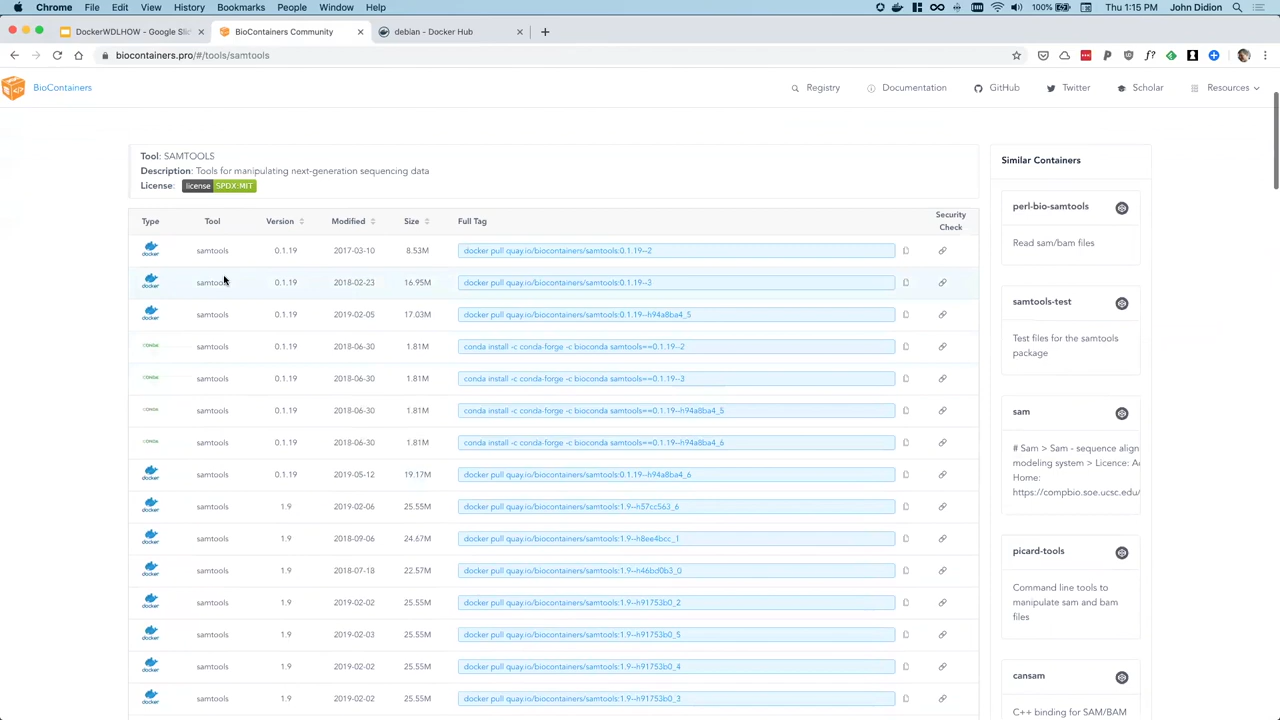 Chrome File Edit View History Bookmarks People Window Help 100% Thu 1:15 PM John Didion
DockerWDLHOW - Google Slid
BioContainers Community
debian - Docker Hub
biocontainers.pro/#/tools/samtools
BioContainers
Registry Documentation GitHub Twitter Scholar Resources
Tool: SAMTOOLS
Description: Tools for manipulating next-generation sequencing data
License: license SPDX:MIT
Type Tool Version Modified Size Full Tag Security Check
docker samtools 0.1.19 2017-03-10 8.53M docker pull quay.io/biocontainers/samtools:0.1.19--2
docker samtools 0.1.19 2018-02-23 16.95M docker pull quay.io/biocontainers/samtools:0.1.19--3
docker samtools 0.1.19 2019-02-05 17.03M docker pull quay.io/biocontainers/samtools:0.1.19--h94a8ba4_5
CONDA samtools 0.1.19 2018-06-30 1.81M conda install -c conda-forge -c bioconda samtools==0.1.19--2
CONDA samtools 0.1.19 2018-06-30 1.81M conda install -c conda-forge -c bioconda samtools==0.1.19--3
CONDA samtools 0.1.19 2018-06-30 1.81M conda install -c conda-forge -c bioconda samtools==0.1.19--h94a8ba4_5
CONDA samtools 0.1.19 2018-06-30 1.81M conda install -c conda-forge -c bioconda samtools==0.1.19--h94a8ba4_6
docker samtools 0.1.19 2019-05-12 19.17M docker pull quay.io/biocontainers/samtools:0.1.19--h94a8ba4_6
docker samtools 1.9 2019-02-06 25.55M docker pull quay.io/biocontainers/samtools:1.9--h57cc563_6
docker samtools 1.9 2018-09-06 24.67M docker pull quay.io/biocontainers/samtools:1.9--h8ee4bcc_1
docker samtools 1.9 2018-07-18 22.57M docker pull quay.io/biocontainers/samtools:1.9--h46bd0b3_0
docker samtools 1.9 2019-02-02 25.55M docker pull quay.io/biocontainers/samtools:1.9--h91753b0_2
docker samtools 1.9 2019-02-03 25.55M docker pull quay.io/biocontainers/samtools:1.9--h91753b0_5
docker samtools 1.9 2019-02-02 25.55M docker pull quay.io/biocontainers/samtools:1.9--h91753b0_4
docker samtools 1.9 2019-02-02 25.55M docker pull quay.io/biocontainers/samtools:1.9--h91753b0_3
Similar Containers
perl-bio-samtools
Read sam/bam files
samtools-test
Test files for the samtools
package
sam
# Sam > Sam - sequence align
modeling system > Licence: A
Home:
https://compbio.soe.ucsc.edu/
picard-tools
Command line tools to
manipulate sam and bam
files
cansam
C++ binding for SAM/BAM